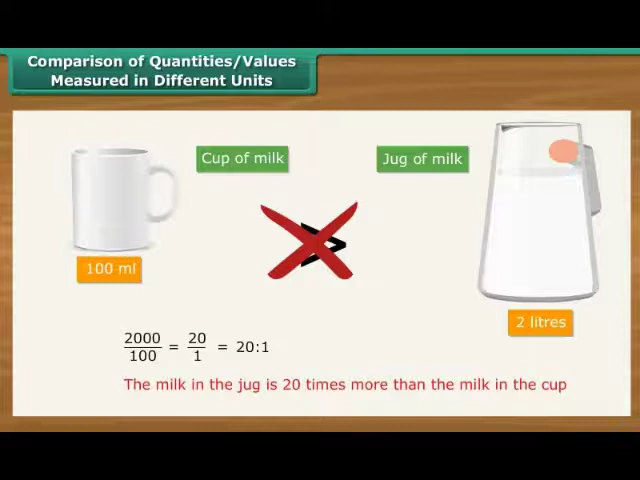 Comparison of Quantities/Values
Measured in Different Units
Cup of milk
Jug of milk
>
100 ml
2 litres
2000/100 = 20/1 = 20:1
The milk in the jug is 20 times more than the milk in the cup